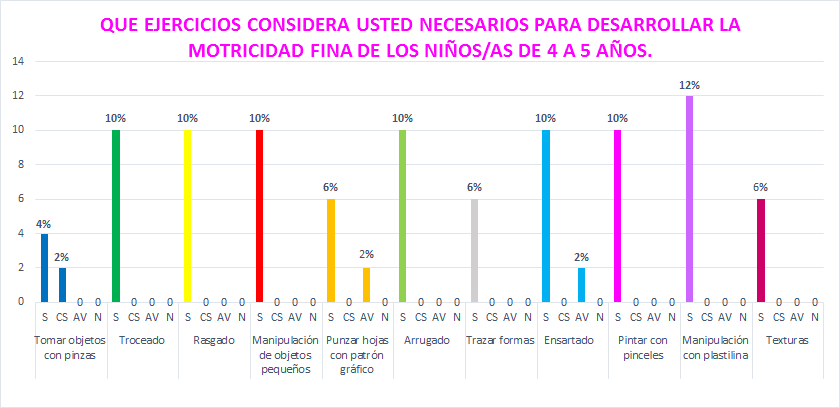 QUE EJERCICIOS CONSIDERA USTED NECESARIOS PARA DESARROLLAR LA
MOTRICIDAD FINA DE LOS NIÑOS/AS DE 4 A 5 AÑOS.
14
12
10
8
6
4
2
0
4% 2% 0 0 10% 0 0 0 10% 0 0 0 10% 0 0 0 6% 0 2% 0 10% 0 0 0 6% 0 0 0 10% 0 2% 0 10% 0 0 0 12% 0 0 0 6% 0 0 0
S CS AV N S CS AV N S CS AV N S CS AV N S CS AV N S CS AV N S CS AV N S CS AV N S CS AV N S CS AV N S CS AV N
Tomar objetos
con pinzas
Troceado
Rasgado
Manipulación
de objetos
pequeños
Punzar hojas
con patrón
gráfico
Arrugado
Trazar formas
Ensartado
Pintar con
pinceles
Manipulación
con plastilina
Texturas